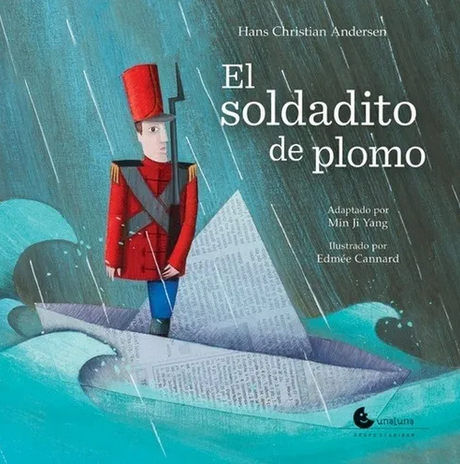 Hans Christian Andersen
El
soldadito
de plomo
Adaptado por
Min Ji Yang
Ilustrado por
Edmée Cannard
unaLuna